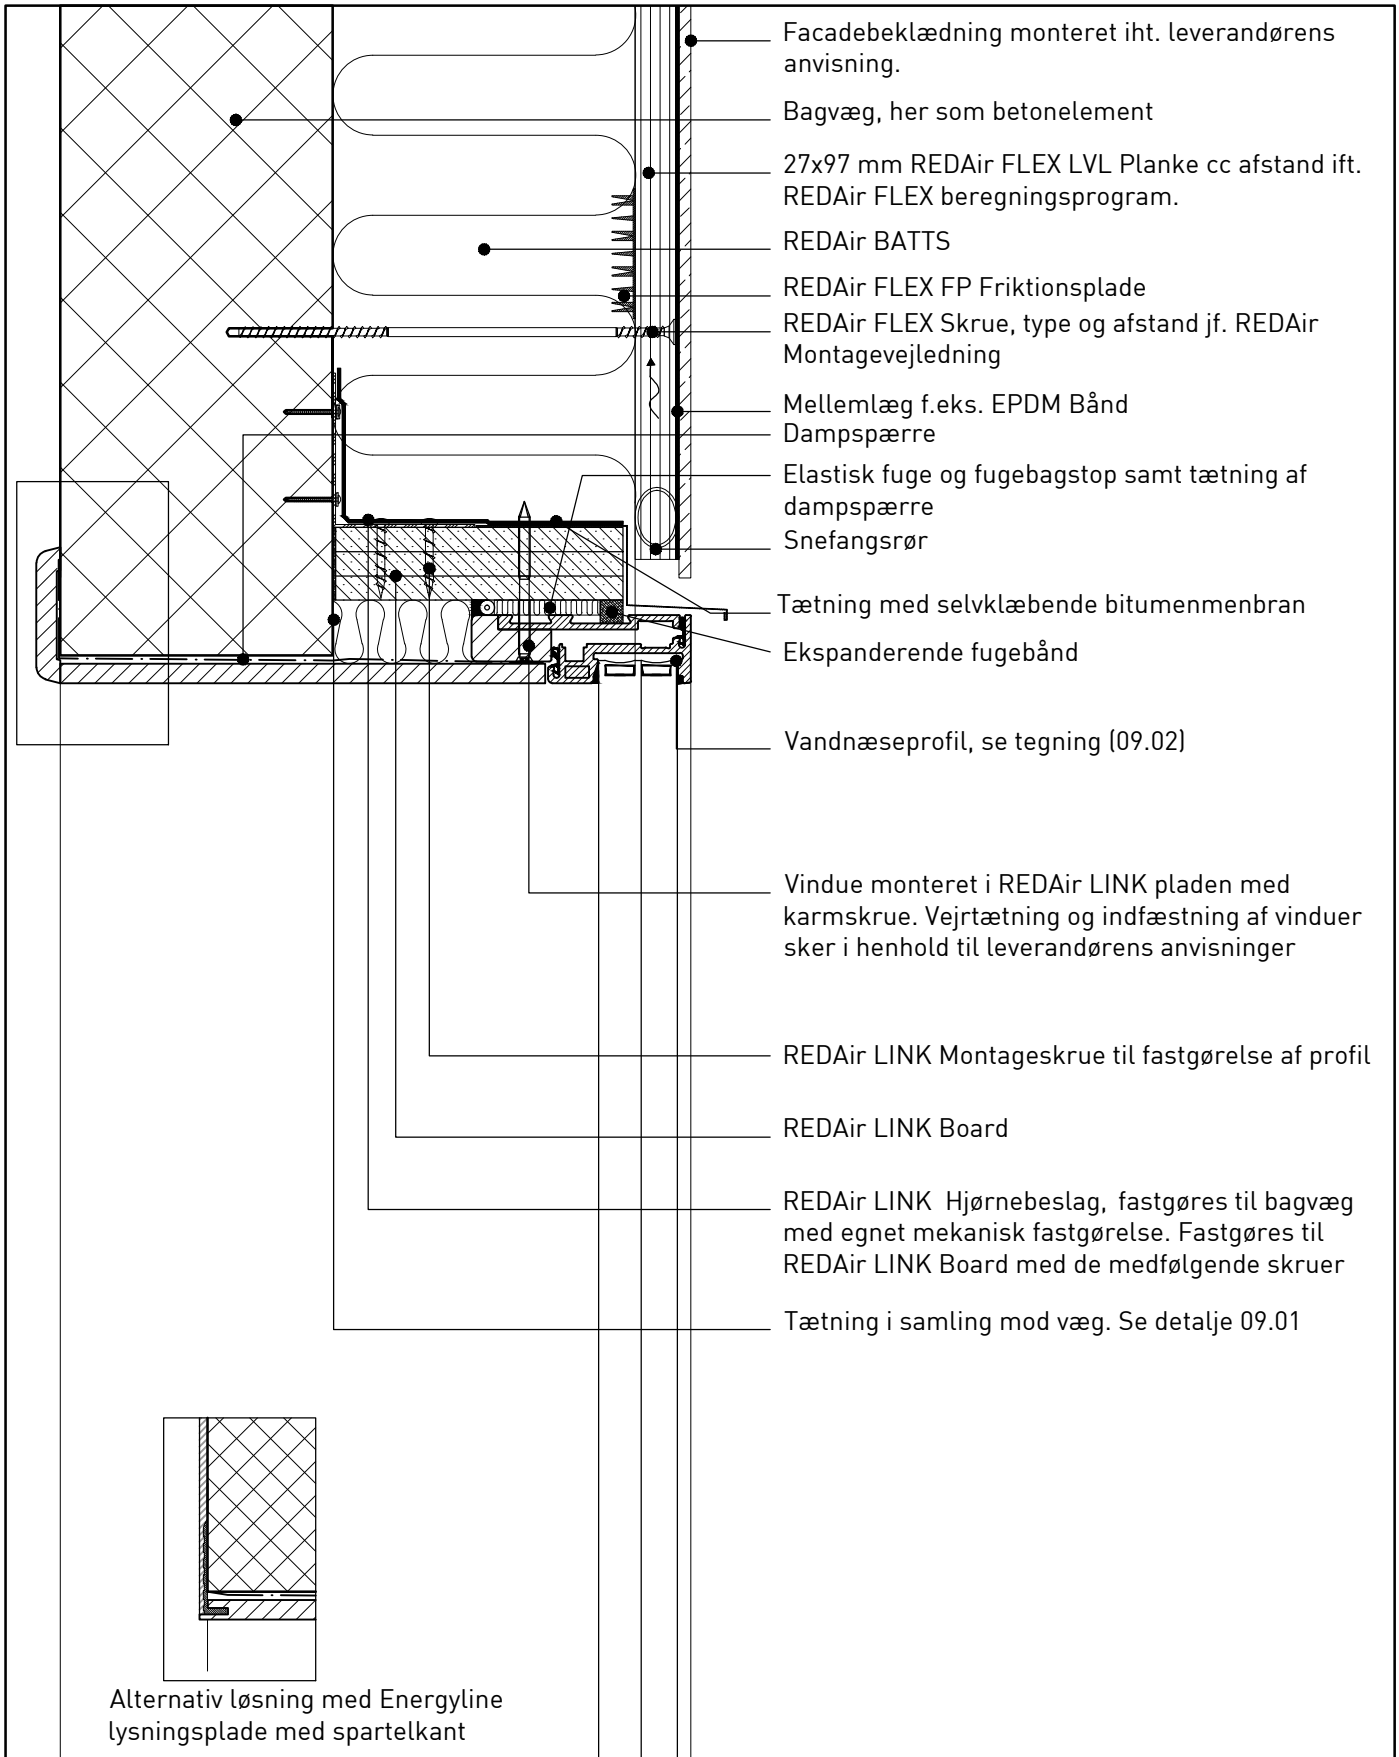 Facadebeklædning monteret iht. leverandørens
anvisning.
Bagvæg, her som betonelement
27x97 mm REDAir FLEX LVL Planke cc afstand ift.
REDAir FLEX beregningsprogram.
REDAir BATTS
REDAir FLEX FP Friktionsplade
REDAir FLEX Skrue, type og afstand jf. REDAir
Montagevejledning
Mellemlæg f.eks. EPDM Bånd
Dampspærre
Elastisk fuge og fugebagstop samt tætning af
dampspærre
Snefangsrør
Tætning med selvklæbende bitumenmenbran
Ekspanderende fugebånd
Vandnæseprofil, se tegning (09.02)
Vindue monteret i REDAir LINK pladen med
karmskrue. Vejrtætning og indfæstning af vinduer
sker i henhold til leverandørens anvisninger
REDAir LINK Montageskrue til fastgørelse af profil
REDAir LINK Board
REDAir LINK  Hjørnebeslag,  fastgøres til bagvæg
med egnet mekanisk fastgørelse. Fastgøres til
REDAir LINK Board med de medfølgende skruer
Tætning i samling mod væg. Se detalje 09.01
Alternativ løsning med Energyline
lysningsplade med spartelkant